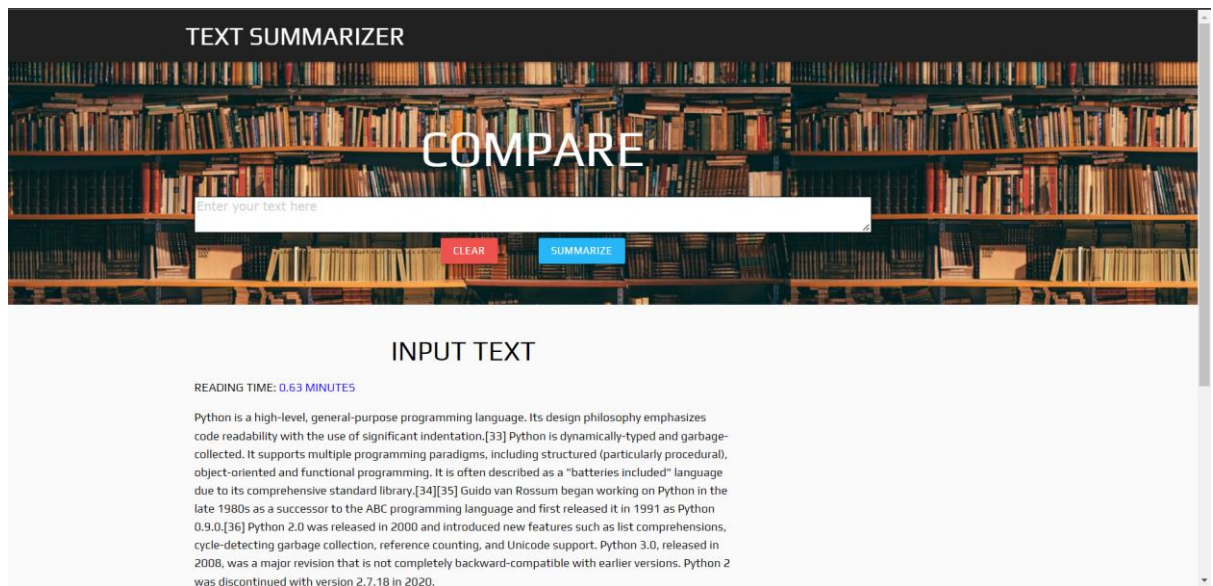 TEXT SUMMARIZER
COMPARE
Enter your text here
CLEAR SUMMARIZE
INPUT TEXT
READING TIME: 0.63 MINUTES
Python is a high-level, general-purpose programming language. Its design philosophy emphasizes
code readability with the use of significant indentation.[33] Python is dynamically-typed and garbage-
collected. It supports multiple programming paradigms, including structured (particularly procedural),
object-oriented and functional programming. It is often described as a "batteries included" language
due to its comprehensive standard library.[34][35] Guido van Rossum began working on Python in the
late 1980s as a successor to the ABC programming language and first released it in 1991 as Python
0.9.0.[36] Python 2.0 was released in 2000 and introduced new features such as list comprehensions,
cycle-detecting garbage collection, reference counting, and Unicode support. Python 3.0, released in
2008, was a major revision that is not completely backward-compatible with earlier versions. Python 2
was discontinued with version 2.7.18 in 2020.